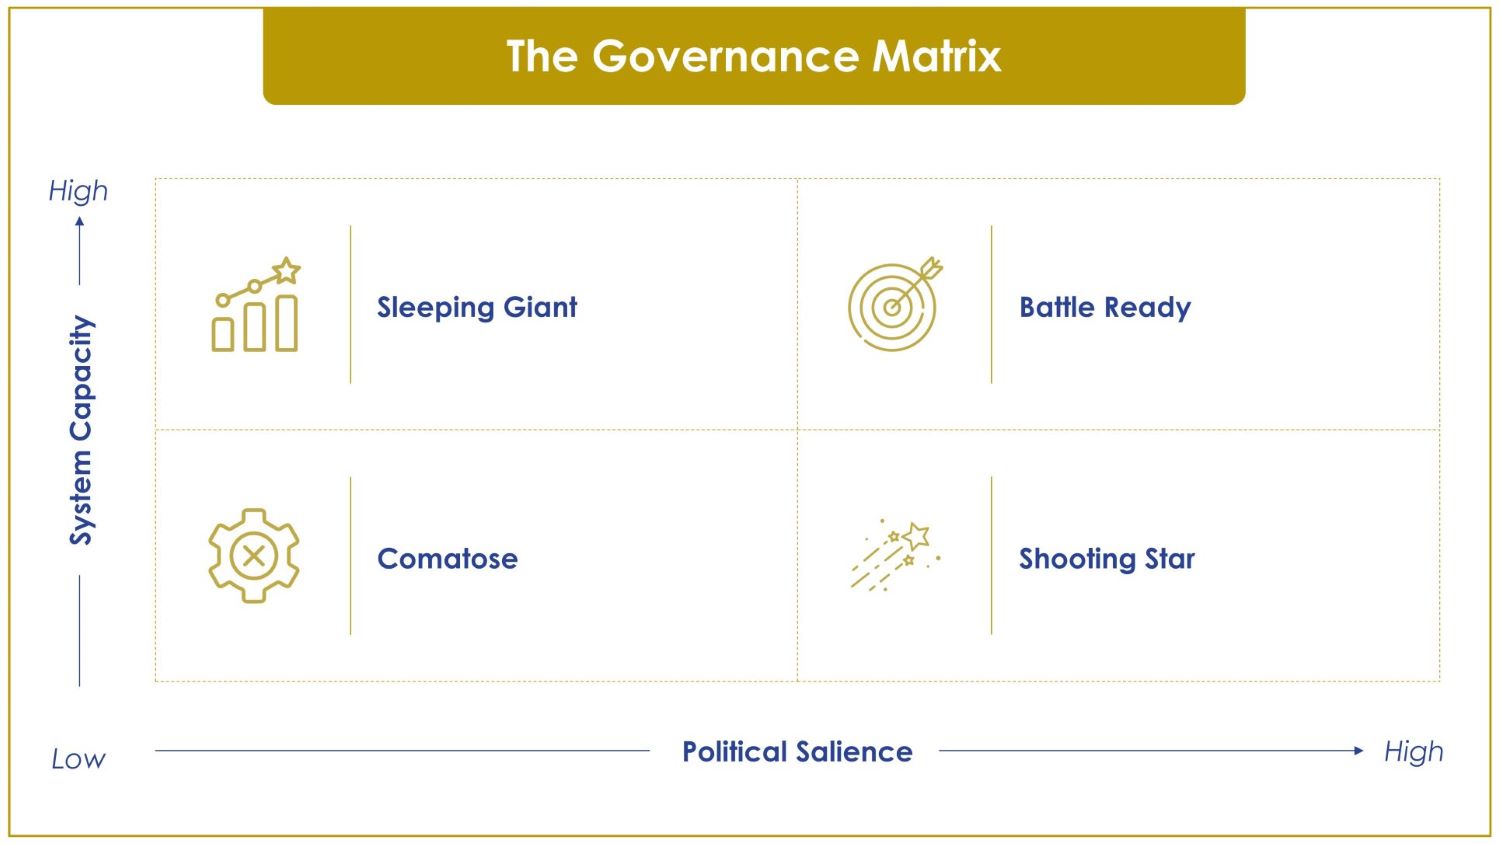 The Governance Matrix
High
System Capacity
Sleeping Giant
Battle Ready
Comatose
Shooting Star
Low
Political Salience
High